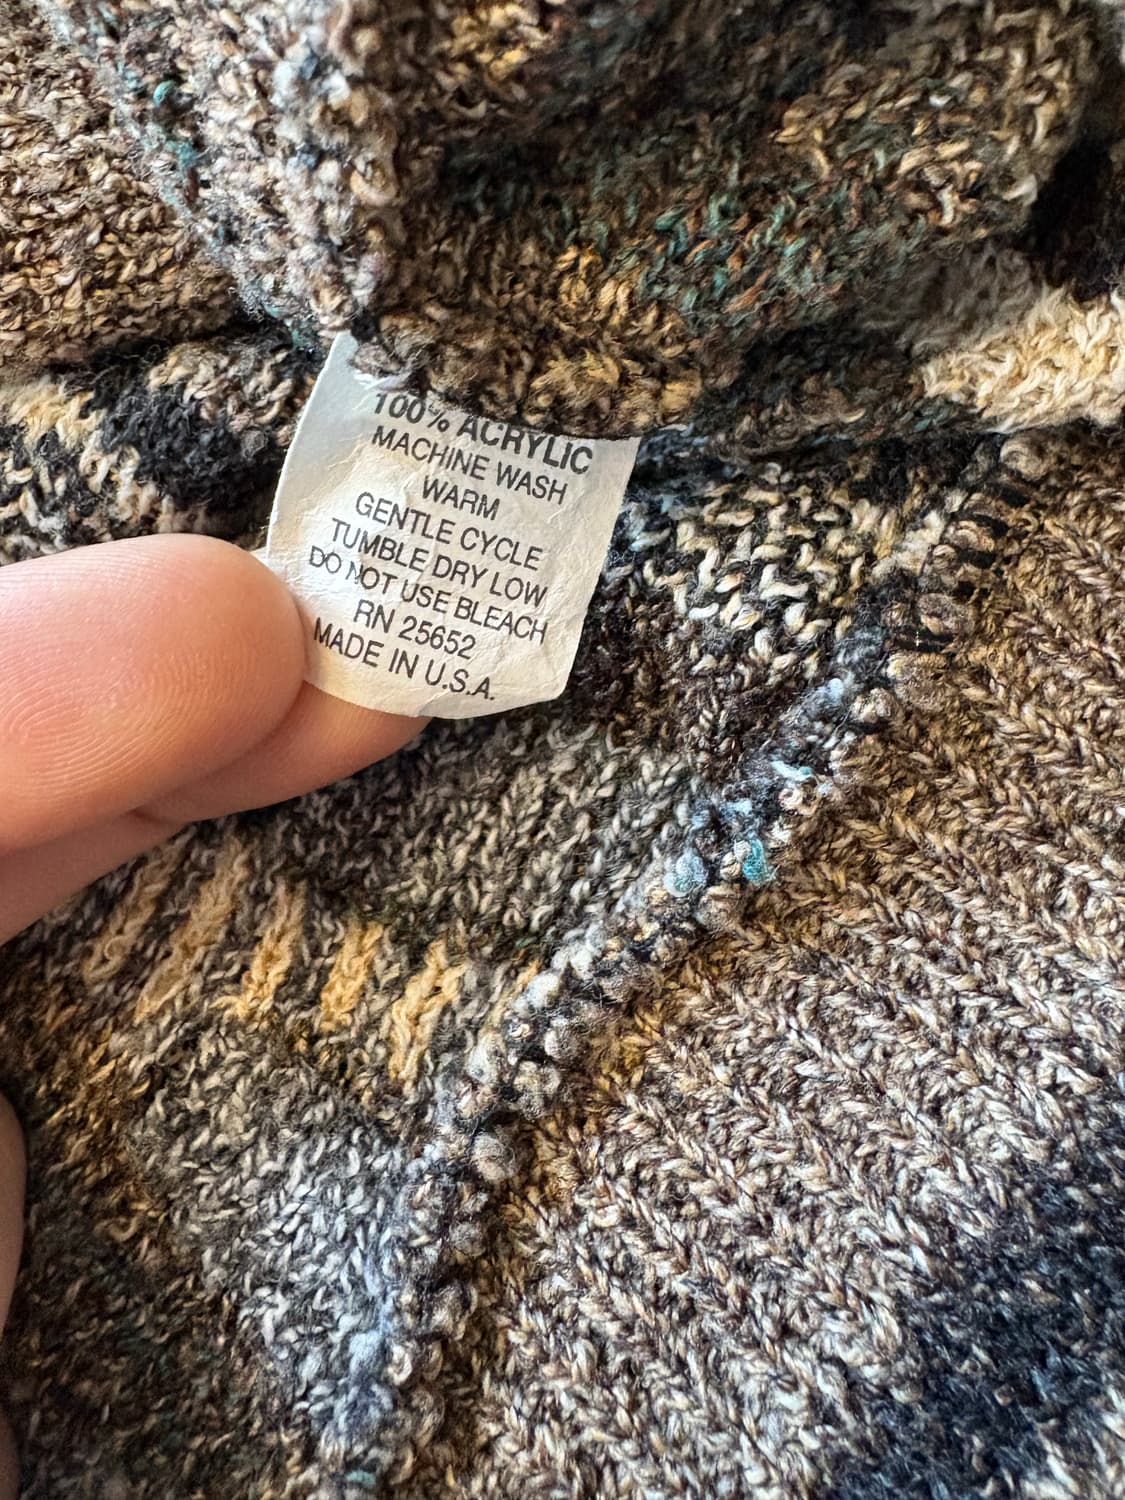 100% ACRYLIC
MACHINE WASH
WARM
GENTLE CYCLE
TUMBLE DRY LOW
DO NOT USE BLEACH
RN 25652
MADE IN U.S.A.